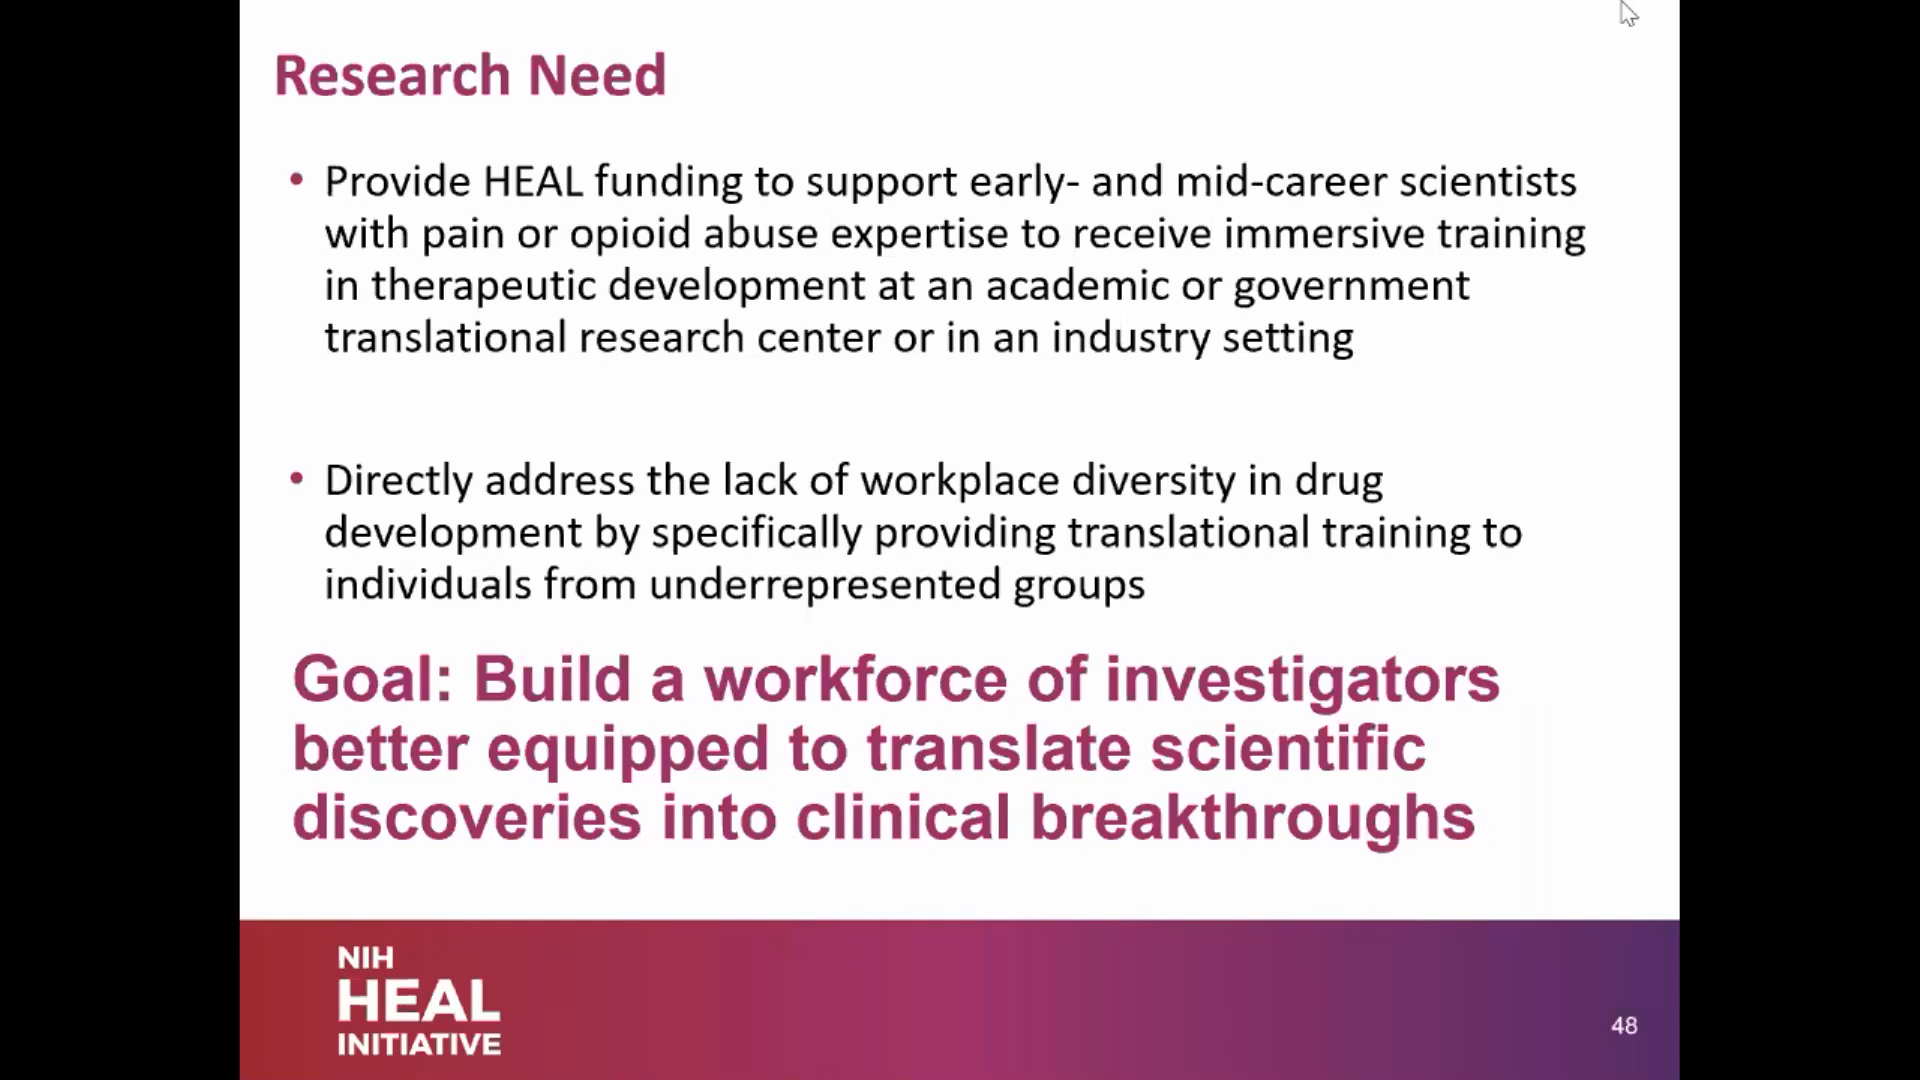 Research Need
• Provide HEAL funding to support early- and mid-career scientists
with pain or opioid abuse expertise to receive immersive training
in therapeutic development at an academic or government
translational research center or in an industry setting
• Directly address the lack of workplace diversity in drug
development by specifically providing translational training to
individuals from underrepresented groups
Goal: Build a workforce of investigators
better equipped to translate scientific
discoveries into clinical breakthroughs
NIH
HEAL
INITIATIVE
48